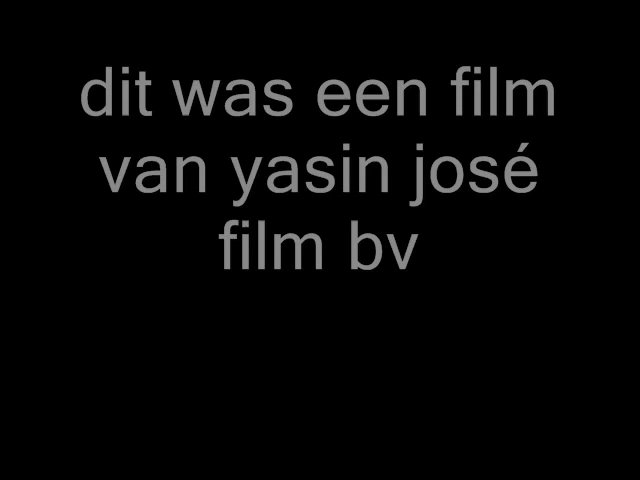 dit was een film
van yasin josé
film bv